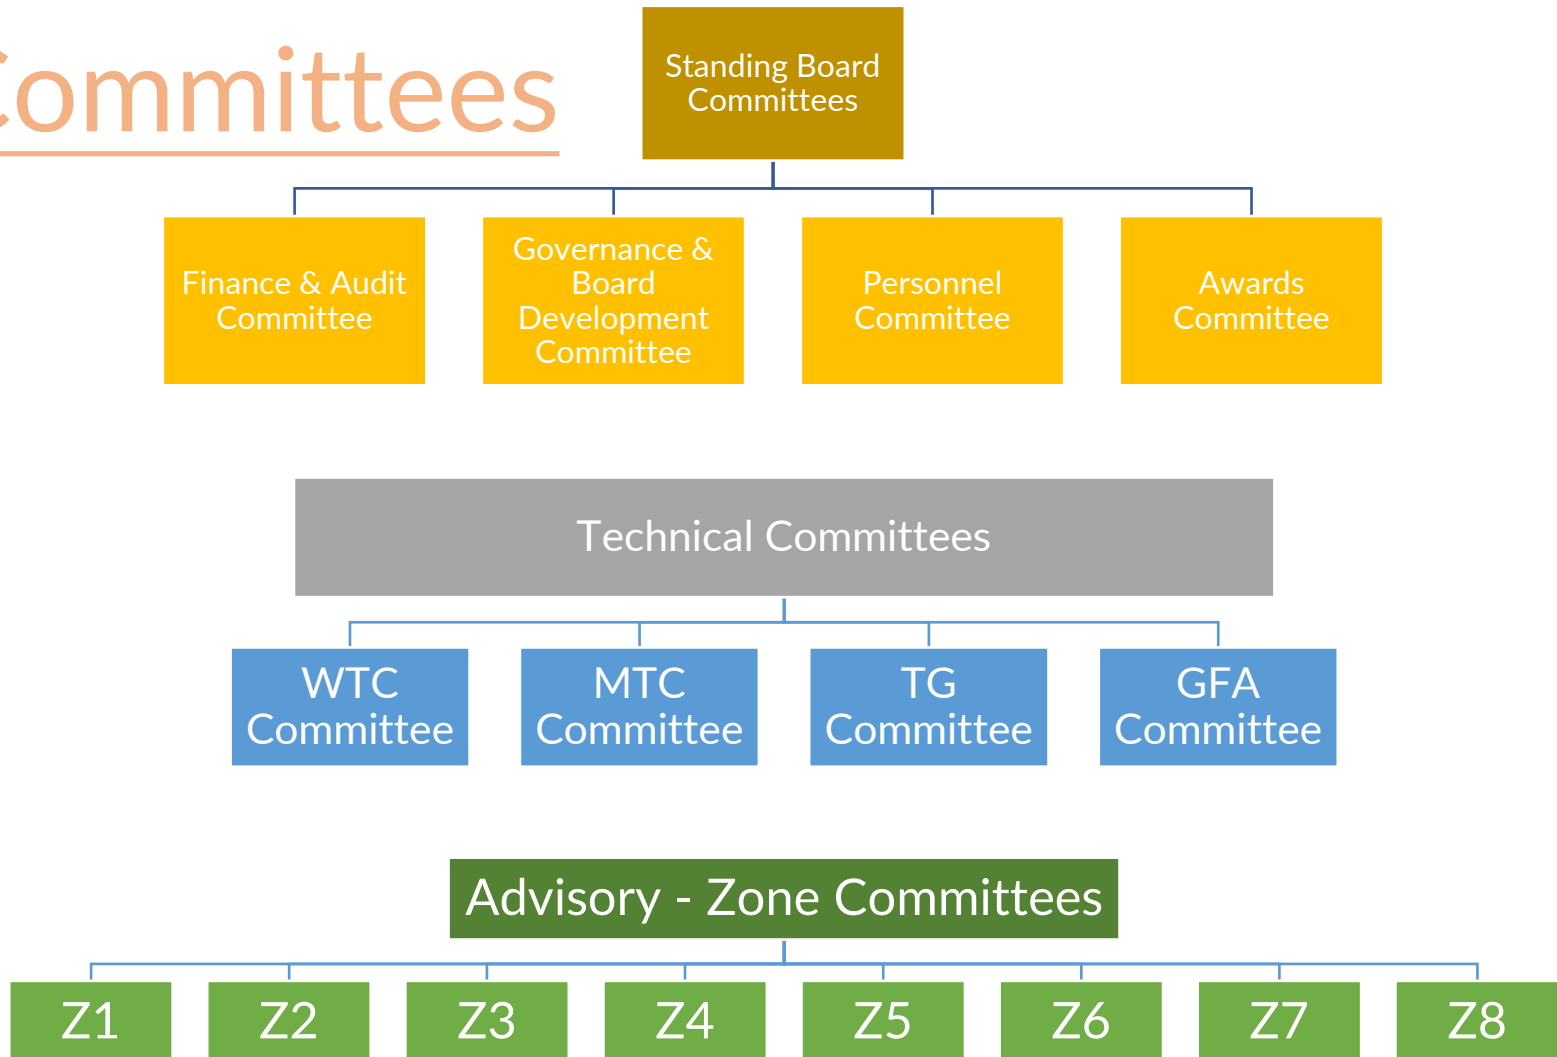 Committees
Standing Board
Committees
Finance & Audit
Committee
Governance &
Board
Development
Committee
Personnel
Committee
Awards
Committee
Technical Committees
WTC
Committee
MTC
Committee
TG
Committee
GFA
Committee
Advisory - Zone Committees
Z1
Z2
Z3
Z4
Z5
Z6
Z7
Z8